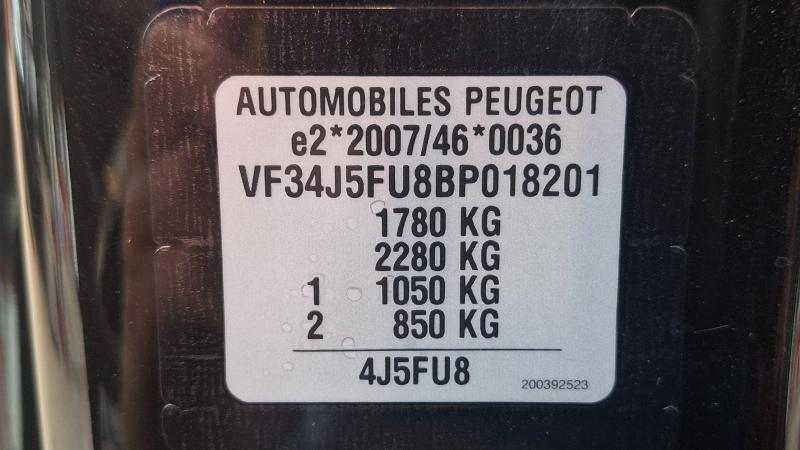 AUTOMOBILES PEUGEOT
e2*2007/46*0036
VF34J5FU8BP018201
1780 KG
2280 KG
1 1050 KG
2 850 KG
4J5FU8
200392523